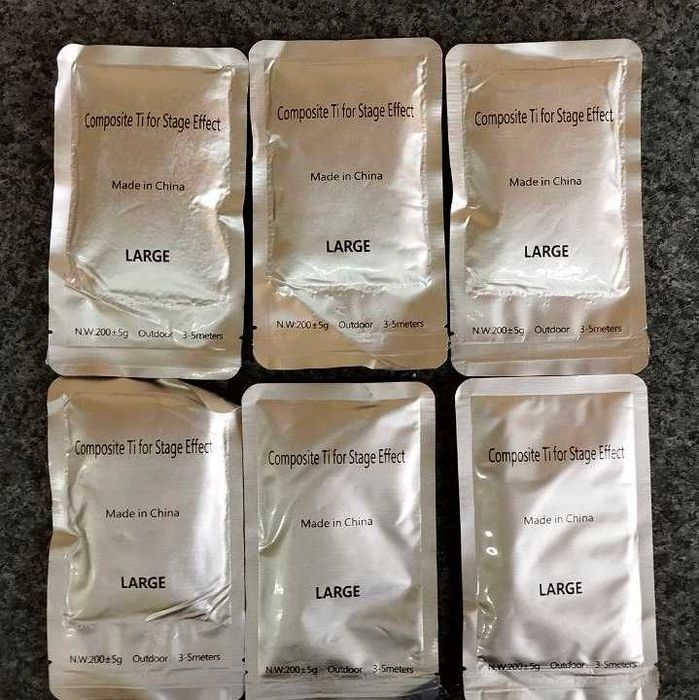 Composite Ti for Stage Effect
Made in China
LARGE
N.W:200±5g Outdoor 3-5meters
Composite Ti for Stage Effect
Made in China
LARGE
N.W:200±5g Outdoor 3-5meters
Composite Ti for Stage Effect
Made in China
LARGE
N.W:200±5g Outdoor 3-5meters
Composite Ti for Stage Effect
Made in China
LARGE
N.W:200±5g Outdoor 3-5meters
Composite Ti for Stage Effect
Made in China
LARGE
N.W:200±5g Outdoor 3-5meters
Composite Ti for Stage Effect
Made in China
LARGE
N.W:200±5g Outdoor 3-5meters